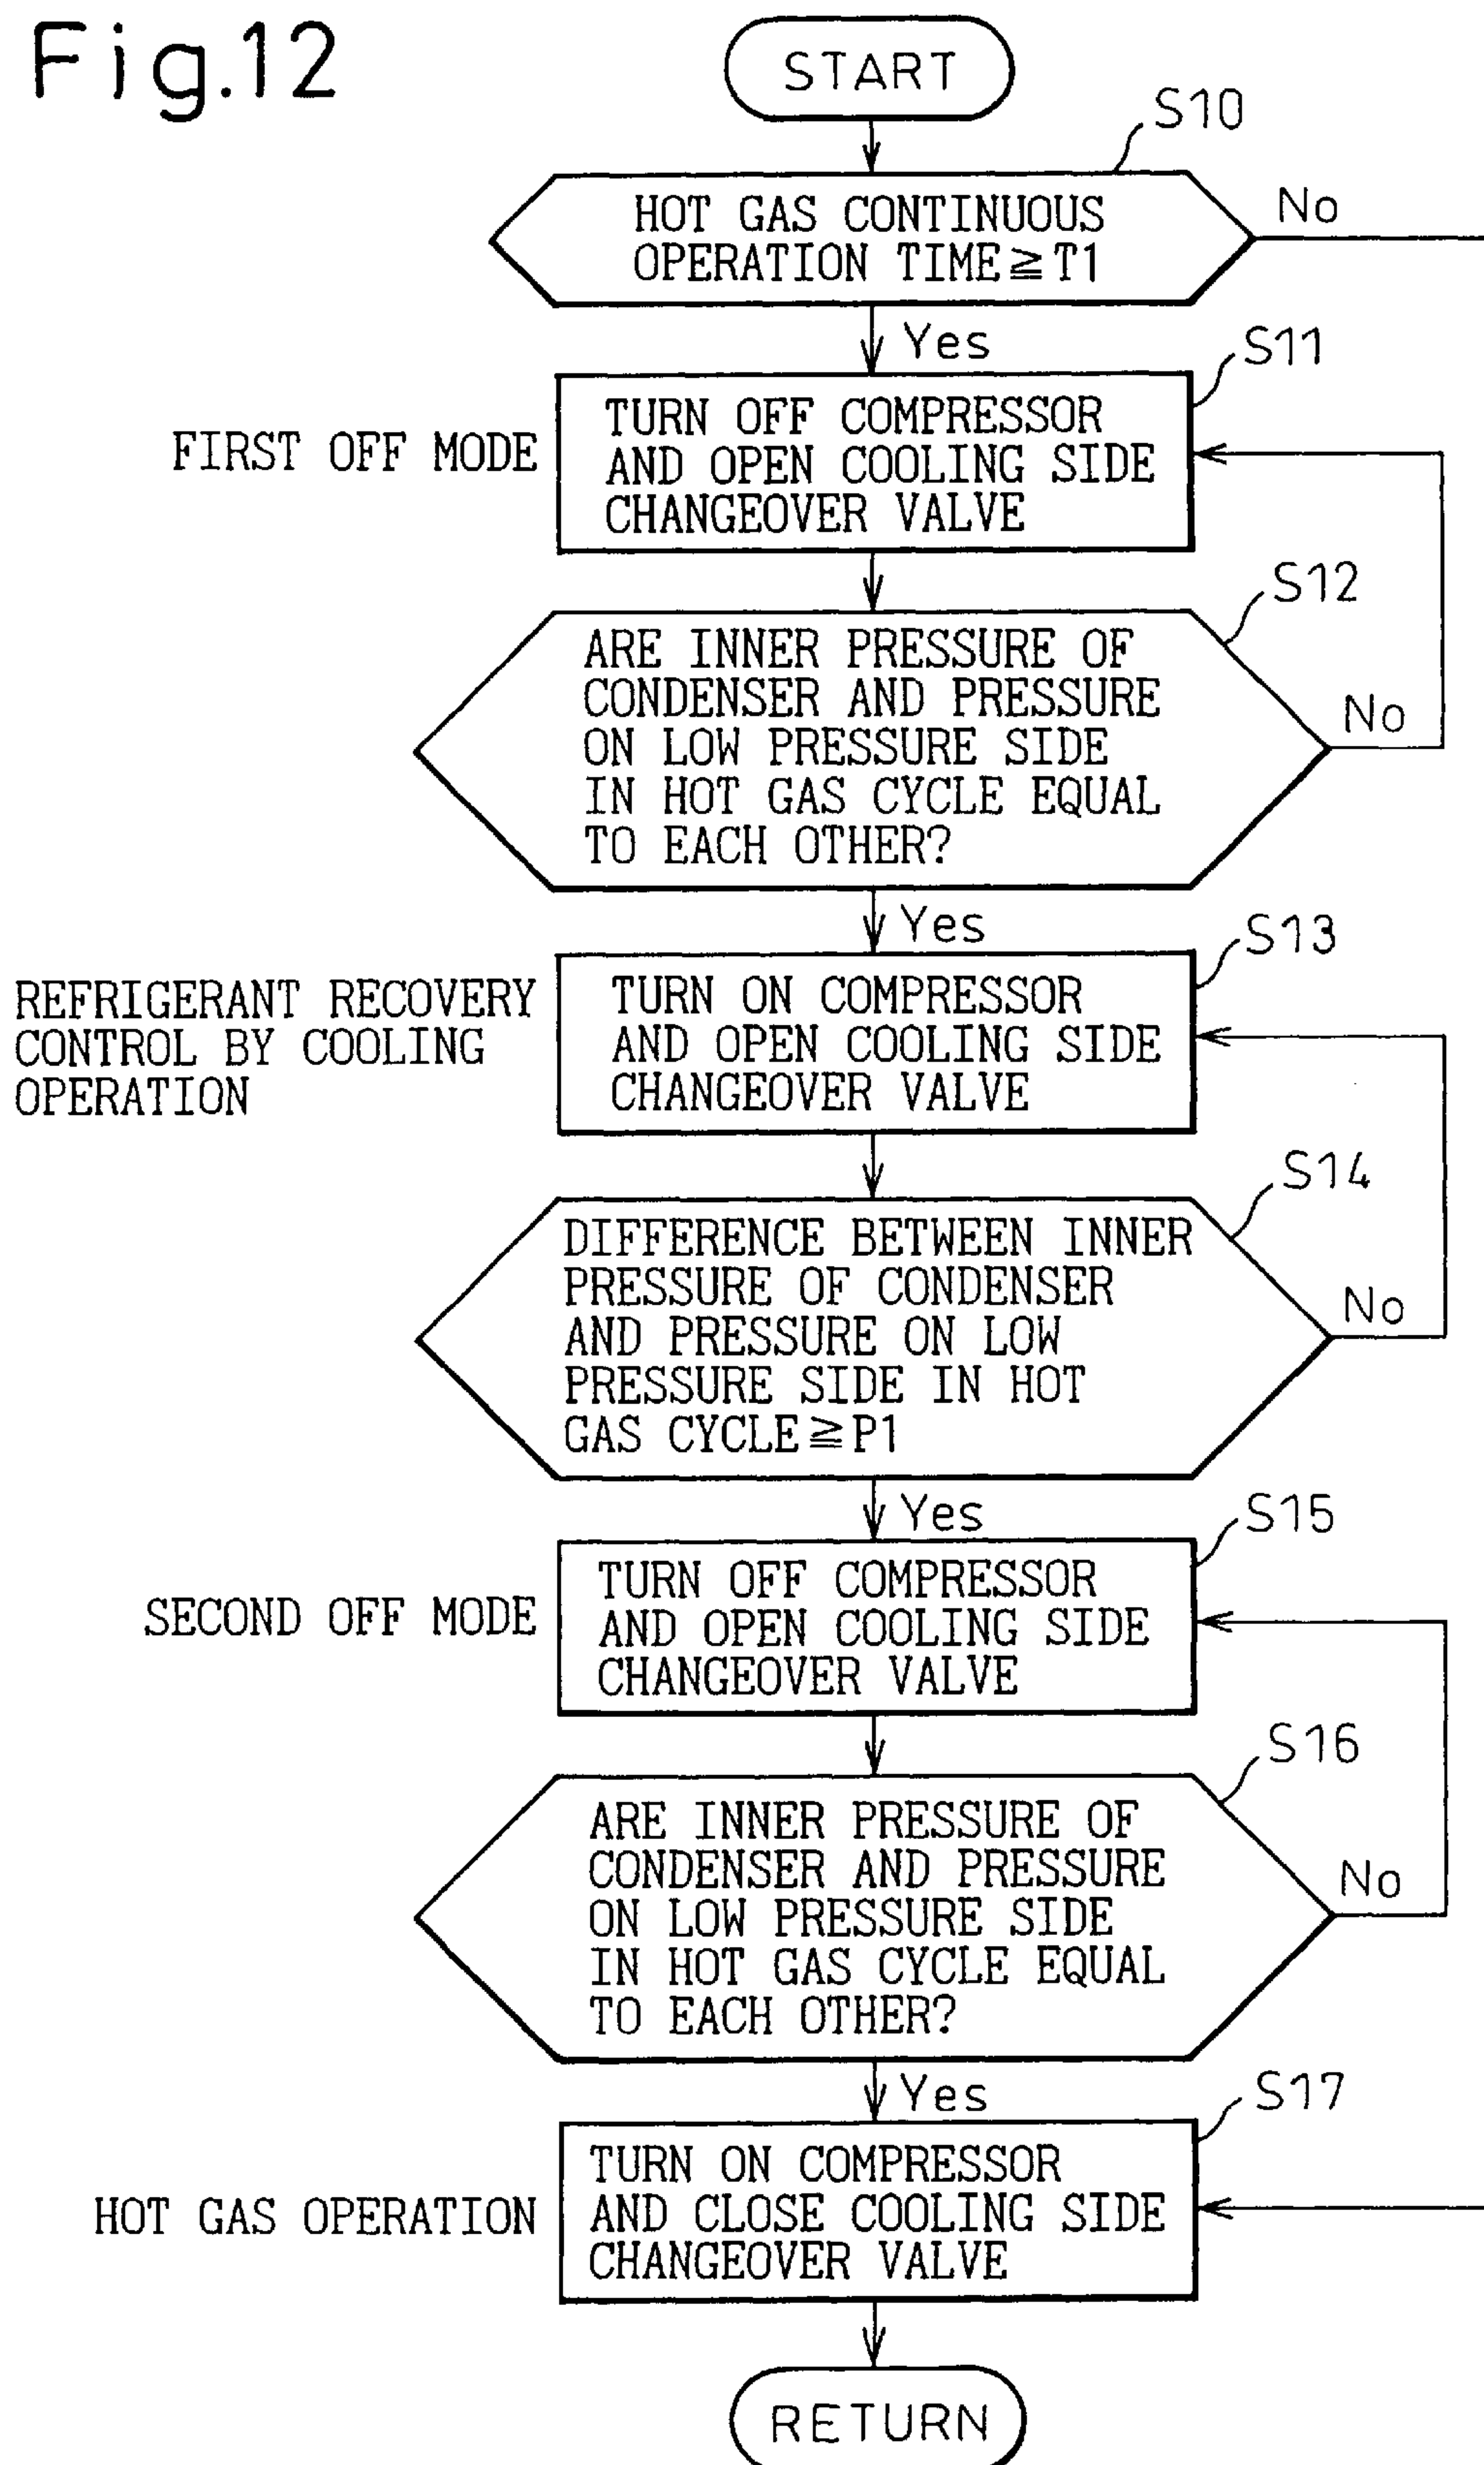 Fig.12
START
S10
HOT GAS CONTINUOUS
OPERATION TIME≧T1
No
Yes
S11
FIRST OFF MODE
TURN OFF COMPRESSOR
AND OPEN COOLING SIDE
CHANGEOVER VALVE
S12
ARE INNER PRESSURE OF
CONDENSER AND PRESSURE
ON LOW PRESSURE SIDE
IN HOT GAS CYCLE EQUAL
TO EACH OTHER?
No
Yes
S13
REFRIGERANT RECOVERY
CONTROL BY COOLING
OPERATION
TURN ON COMPRESSOR
AND OPEN COOLING SIDE
CHANGEOVER VALVE
S14
DIFFERENCE BETWEEN INNER
PRESSURE OF CONDENSER
AND PRESSURE ON LOW
PRESSURE SIDE IN HOT
GAS CYCLE≧P1
No
Yes
S15
SECOND OFF MODE
TURN OFF COMPRESSOR
AND OPEN COOLING SIDE
CHANGEOVER VALVE
S16
ARE INNER PRESSURE OF
CONDENSER AND PRESSURE
ON LOW PRESSURE SIDE
IN HOT GAS CYCLE EQUAL
TO EACH OTHER?
No
Yes
S17
HOT GAS OPERATION
TURN ON COMPRESSOR
AND CLOSE COOLING SIDE
CHANGEOVER VALVE
RETURN